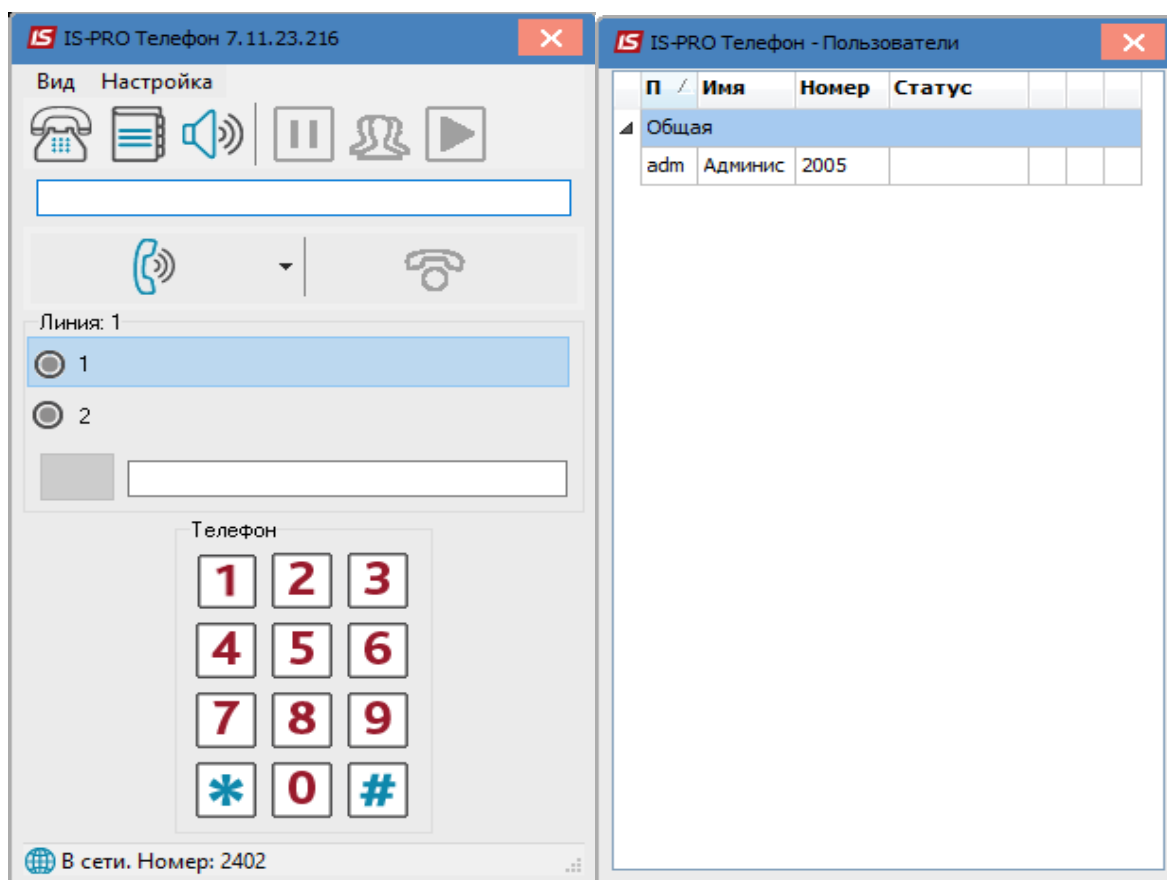 IS IS-PRO Телефон 7.11.23.216
Вид Настройка
Линия: 1
1
2
Телефон
1 2 3
4 5 6
7 8 9
* 0 #
В сети. Номер: 2402
IS IS-PRO Телефон - Пользователи
П Имя Номер Статус
Общая
adm Админис 2005